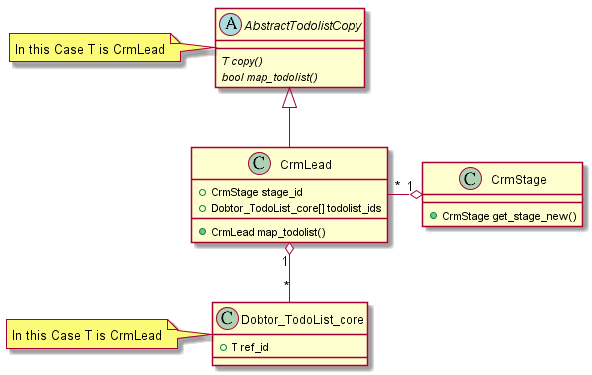 A AbstractTodolistCopy
In this Case T is CrmLead
T copy()
bool map_todolist()
C CrmLead
CrmStage stage_id
Dobtor_TodoList_core[] todolist_ids
CrmLead map_todolist()
* 1
C CrmStage
CrmStage get_stage_new()
1
*
C Dobtor_TodoList_core
In this Case T is CrmLead
T ref_id